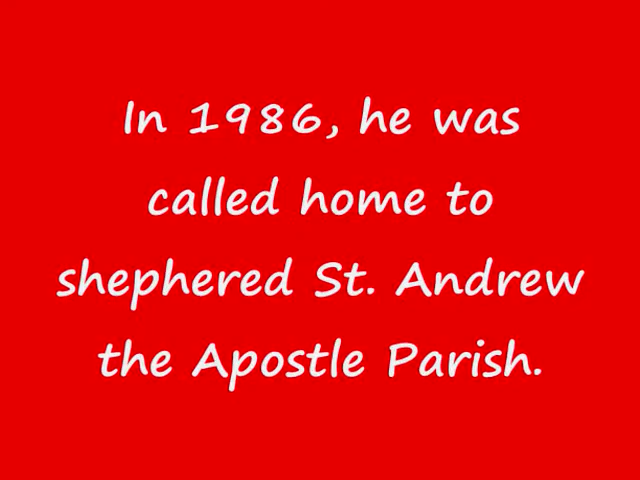 In 1986, he was
called home to
shephered St. Andrew
the Apostle Parish.